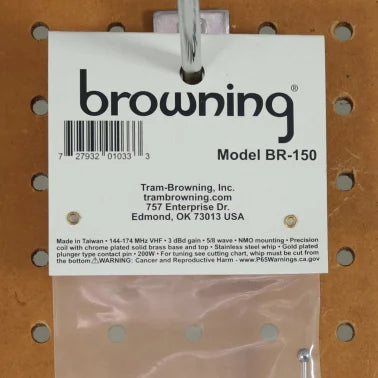 browning®
7 27932 01033 3
Model BR-150
Tram-Browning, Inc.
trambrowning.com
757 Enterprise Dr.
Edmond, OK 73013 USA
Made in Taiwan • 144-174 MHz VHF • 3 dBd gain • 5/8 wave • NMO mounting • Precision
coil with chrome plated solid brass base and top • Stainless steel whip • Gold plated
plunger type contact pin • 200W • For tuning see cutting chart, whip must be cut from
the bottom⚠WARNING: Cancer and Reproductive Harm - www.P65Warnings.ca.gov